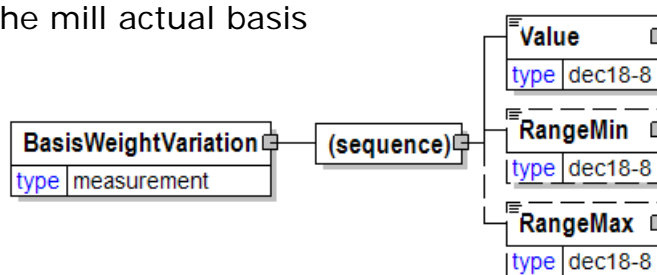 he mill actual basis
Value
type dec18-8
BasisWeightVariation
type measurement
(sequence)
RangeMin
type dec18-8
RangeMax
type dec18-8